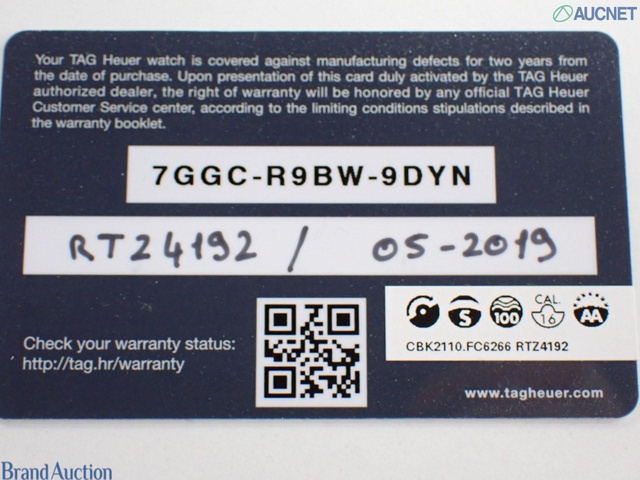 AUCNET
Your TAG Heuer watch is covered against manufacturing defects for two years from
the date of purchase. Upon presentation of this card duly activated by the TAG Heuer
authorized dealer, the right of warranty will be honored by any official TAG Heuer
Customer Service center, according to the limiting conditions stipulations described in
the warranty booklet.
7GGC-R9BW-9DYN
RTZ4192 / 05-2019
S 100 CAL. 16 AA
CBK2110.FC6266 RTZ4192
Check your warranty status:
http://tag.hr/warranty
www.tagheuer.com
Brand Auction